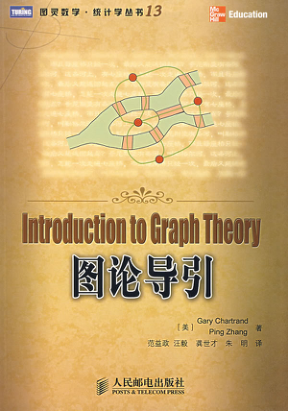 TURING
图灵数学·统计学丛书13
Mc
Graw
Hill
Education
Introduction to Graph Theory
图论导引
[美]
Gary Chartrand
Ping Zhang
著
范益政 汪毅 龚世才 朱明 译
人民邮电出版社
POSTS & TELECOM PRESS